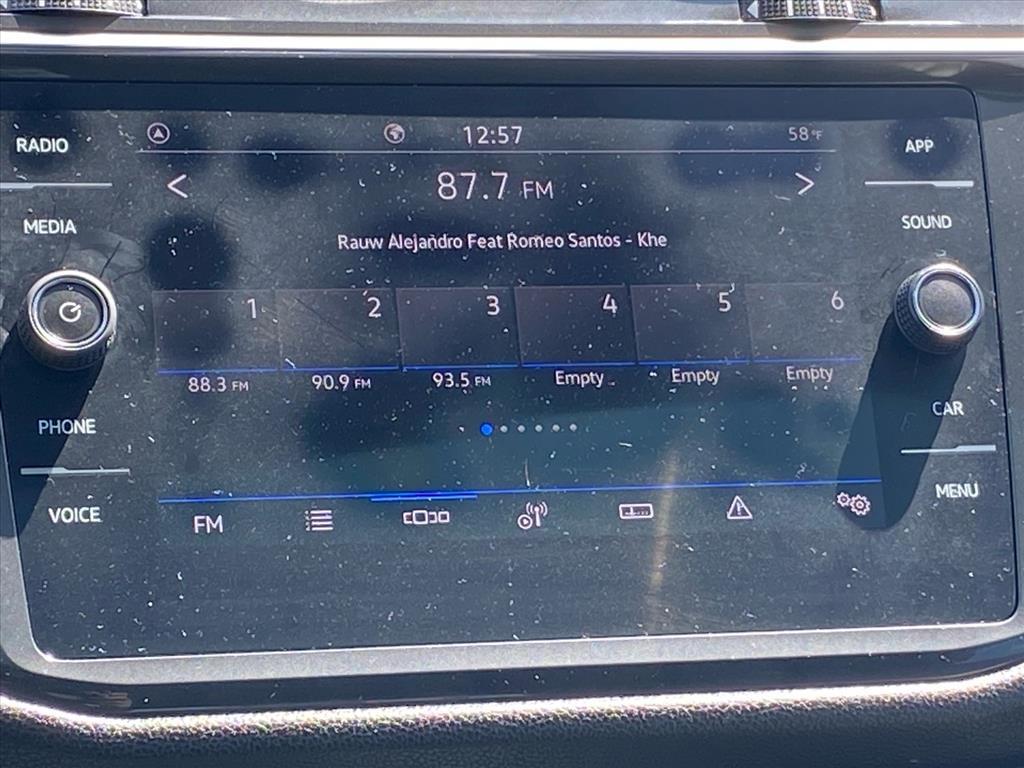 12:57
58°F
RADIO
APP
87.7 FM
MEDIA
SOUND
Rauw Alejandro Feat Romeo Santos - Khe
1 2 3 4 5 6
88.3 FM 90.9 FM 93.5 FM Empty Empty Empty
PHONE
CAR
VOICE
MENU
FM